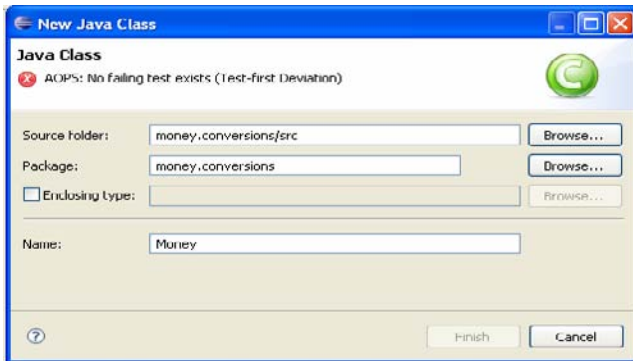 New Java Class
Java Class
AOPS: No failing test exists (Test-first Deviation)
Source folder: money.conversions/src Browse...
Package: money.conversions Browse...
Enclosing type: Browse...
Name: Money
? Finish Cancel